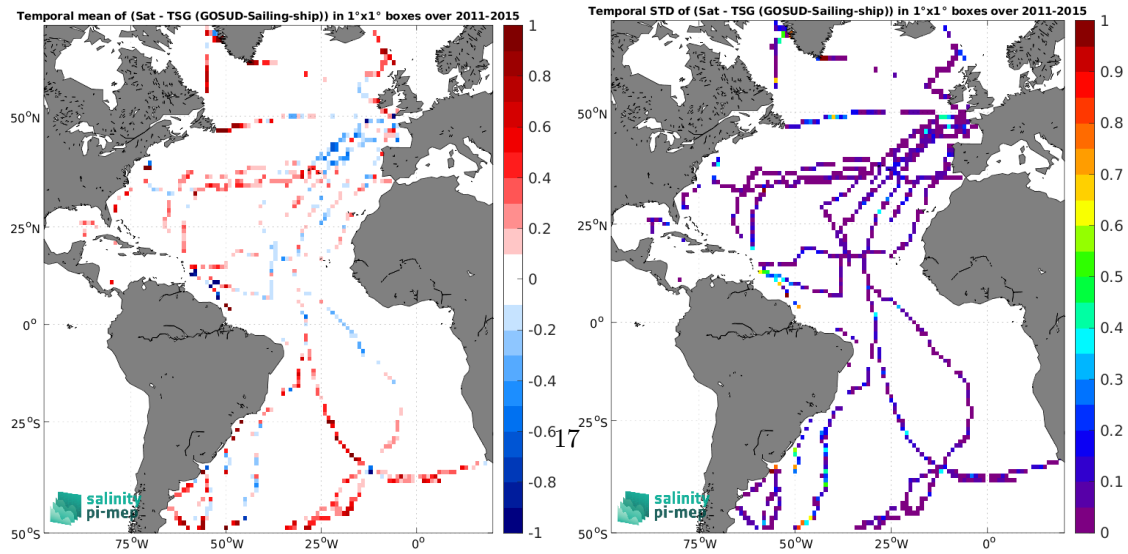 Temporal mean of (Sat - TSG (GOSUD-Sailing-ship)) in 1°x1° boxes over 2011-2015
50°N
25°N
0°
25°S
50°S
75°W
50°W
25°W
0°
1
0.8
0.6
0.4
0.2
0
-0.2
-0.4
-0.6
-0.8
-1
salinity
pi-mep
17
Temporal STD of (Sat - TSG (GOSUD-Sailing-ship)) in 1°x1° boxes over 2011-2015
50°N
25°N
0°
25°S
50°S
75°W
50°W
25°W
0°
1
0.9
0.8
0.7
0.6
0.5
0.4
0.3
0.2
0.1
0
salinity
pi-mep